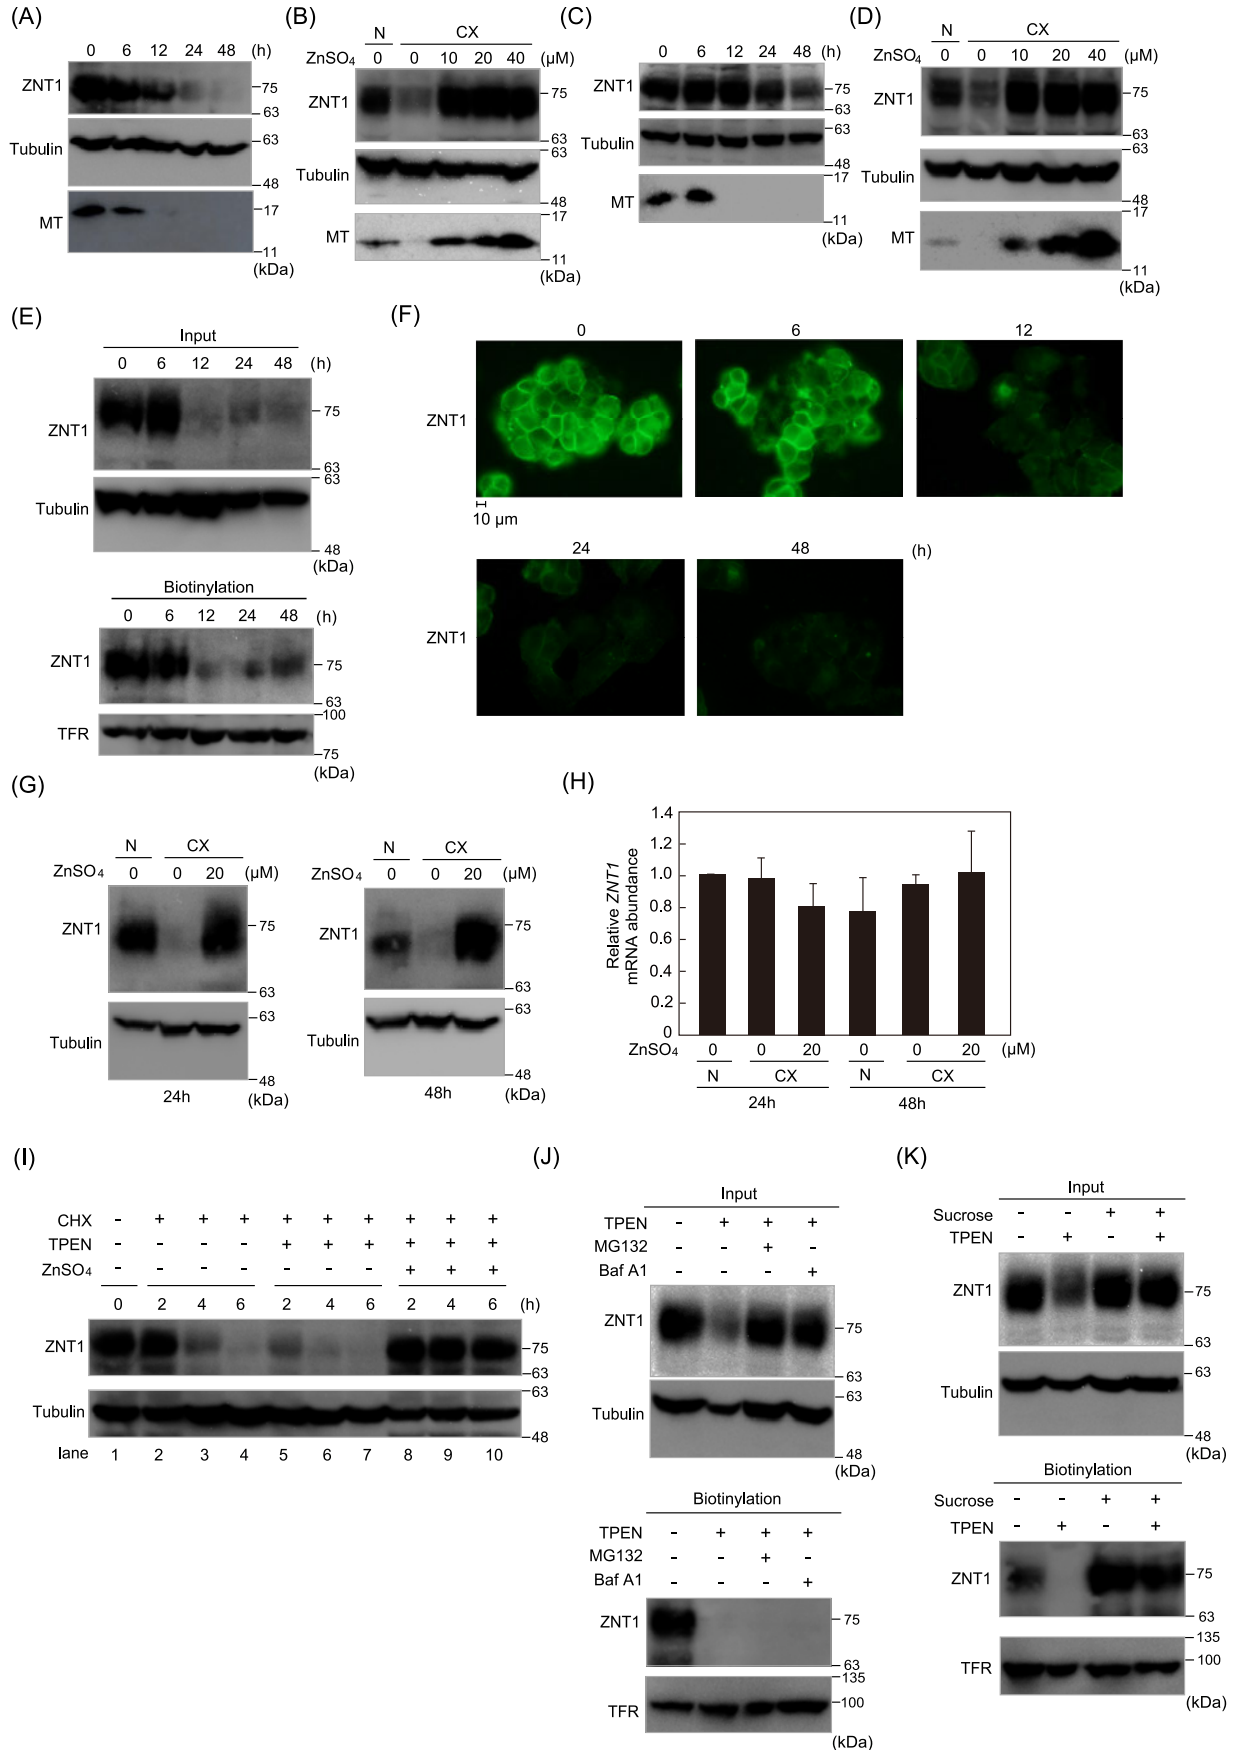 (A)
0 6 12 24 48 (h)
ZNT1
75
63
Tubulin
63
48
MT
17
11
(kDa)
(B)
N CX
ZnSO₄ 0 0 10 20 40 (μM)
ZNT1
75
63
Tubulin
63
48
MT
17
11
(kDa)
(C)
0 6 12 24 48 (h)
ZNT1
75
63
Tubulin
63
48
MT
17
11
(kDa)
(D)
N CX
ZnSO₄ 0 0 10 20 40 (μM)
ZNT1
75
63
Tubulin
63
48
MT
17
11
(kDa)
(E)
Input
0 6 12 24 48 (h)
ZNT1
75
63
Tubulin
63
48
(kDa)
Biotinylation
0 6 12 24 48 (h)
ZNT1
75
63
TFR
100
75
(kDa)
(F)
0 6 12
ZNT1
10 μm
24 48 (h)
ZNT1
(G)
N CX
ZnSO₄ 0 0 20 (μM)
ZNT1
75
63
Tubulin
63
48
24h (kDa)
N CX
ZnSO₄ 0 0 20 (μM)
ZNT1
75
63
Tubulin
63
48
48h (kDa)
(H)
Relative ZNT1
mRNA abundance
1.4
1.2
1.0
0.8
0.6
0.4
0.2
0
ZnSO₄ 0 0 20 0 0 20 (μM)
N CX N CX
24h 48h
(I)
CHX - + + + + + + + + +
TPEN - - - - + + + + + +
ZnSO₄ - - - - - - - + + +
0 2 4 6 2 4 6 2 4 6 (h)
ZNT1
75
63
Tubulin
63
48
lane 1 2 3 4 5 6 7 8 9 10
(J)
Input
TPEN - + + +
MG132 - - + -
Baf A1 - - - +
ZNT1
75
63
Tubulin
63
48
(kDa)
Biotinylation
TPEN - + + +
MG132 - - + -
Baf A1 - - - +
ZNT1
75
63
TFR
135
100
(kDa)
(K)
Input
Sucrose - - + +
TPEN - + - +
ZNT1
75
63
Tubulin
63
48
(kDa)
Biotinylation
Sucrose - - + +
TPEN - + - +
ZNT1
75
63
TFR
135
100
(kDa)